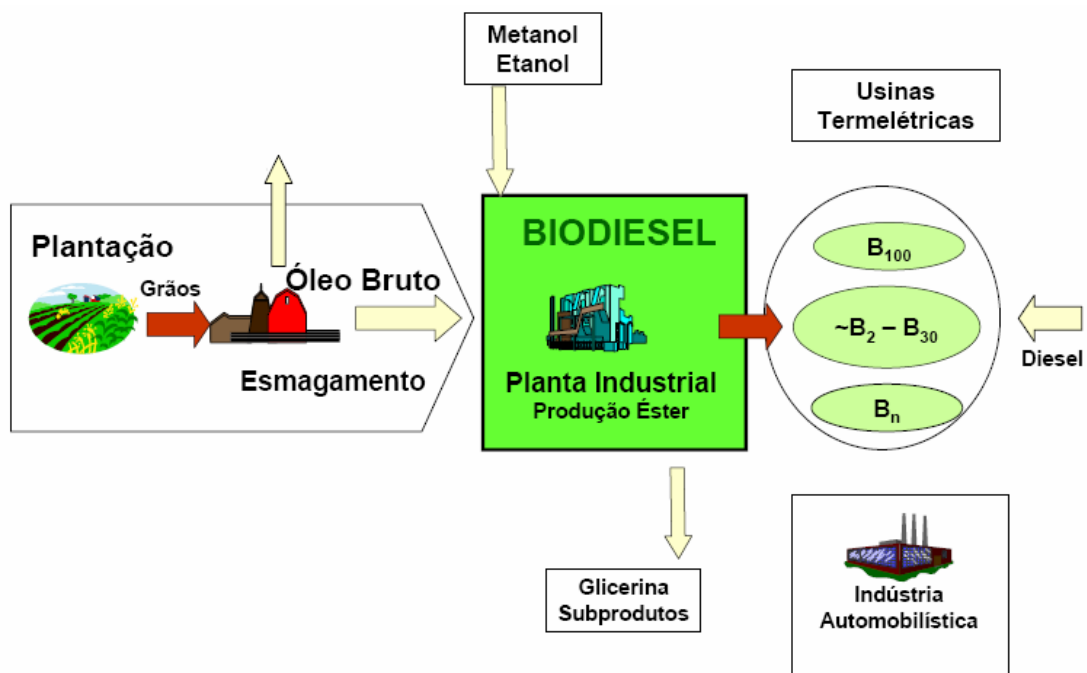 Metanol
Etanol
Usinas
Termelétricas
Plantação
Grãos
Óleo Bruto
Esmagamento
BIODIESEL
Planta Industrial
Produção Éster
B100
~B2 – B30
Bn
Diesel
Glicerina
Subprodutos
Indústria
Automobilística